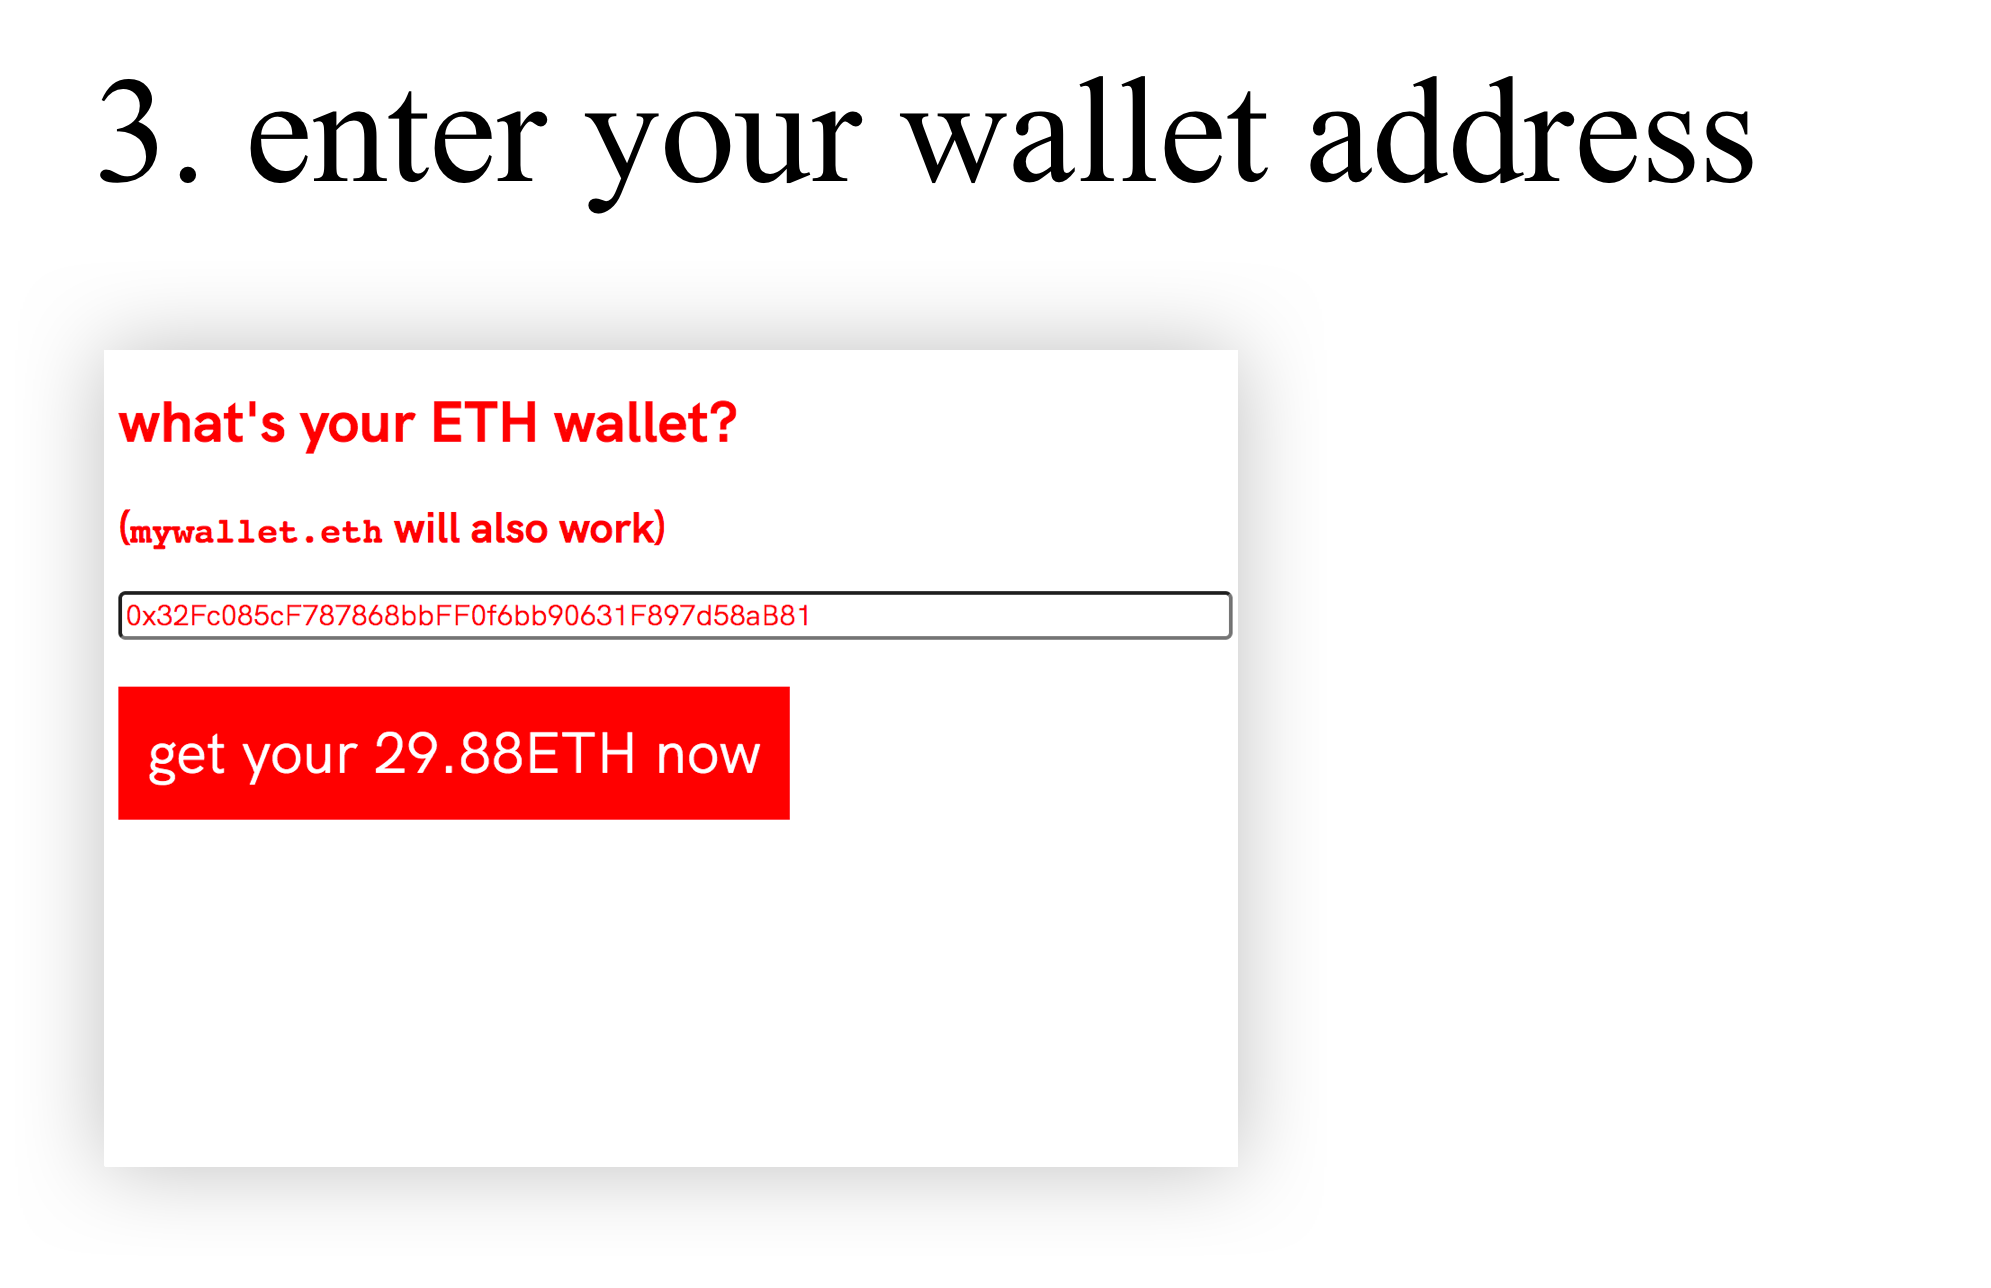 3. enter your wallet address
what's your ETH wallet?
(mywallet.eth will also work)
0x32Fc085cF787868bbFF0f6bb90631F897d58aB81
get your 29.88ETH now